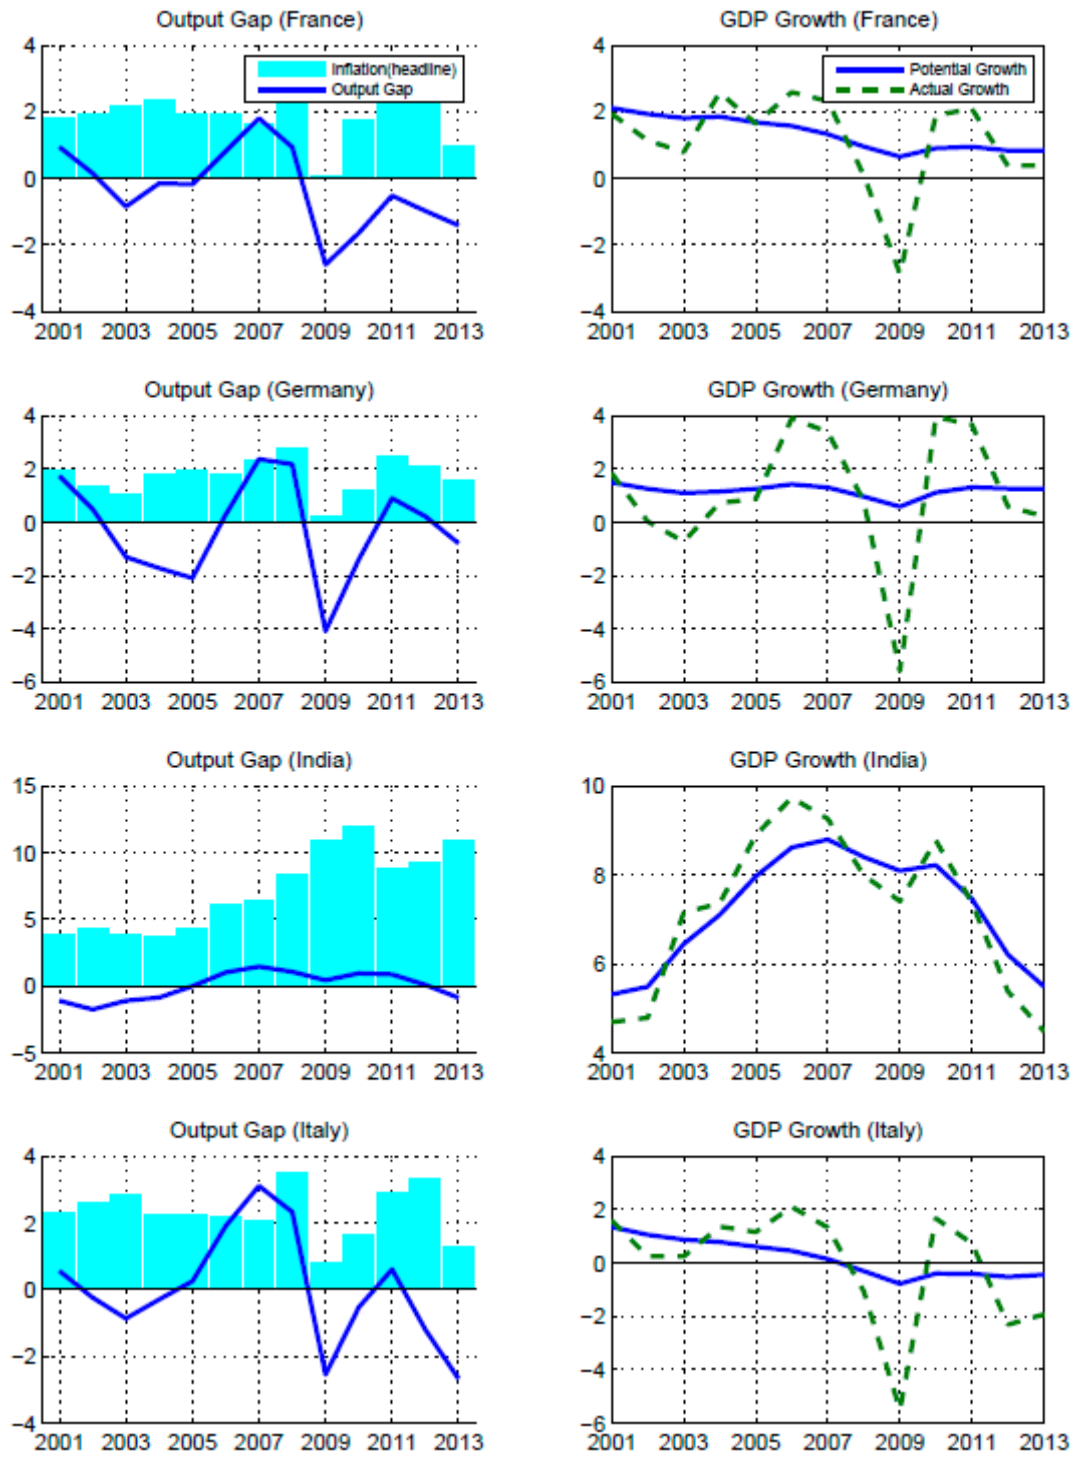 Output Gap (France)
4
2
0
−2
−4
2001 2003 2005 2007 2009 2011 2013
Inflation(headline)
Output Gap
GDP Growth (France)
4
2
0
−2
−4
2001 2003 2005 2007 2009 2011 2013
Potential Growth
Actual Growth
Output Gap (Germany)
4
2
0
−2
−4
−6
2001 2003 2005 2007 2009 2011 2013
GDP Growth (Germany)
4
2
0
−2
−4
−6
2001 2003 2005 2007 2009 2011 2013
Output Gap (India)
15
10
5
0
−5
2001 2003 2005 2007 2009 2011 2013
GDP Growth (India)
10
8
6
4
2001 2003 2005 2007 2009 2011 2013
Output Gap (Italy)
4
2
0
−2
−4
2001 2003 2005 2007 2009 2011 2013
GDP Growth (Italy)
4
2
0
−2
−4
−6
2001 2003 2005 2007 2009 2011 2013